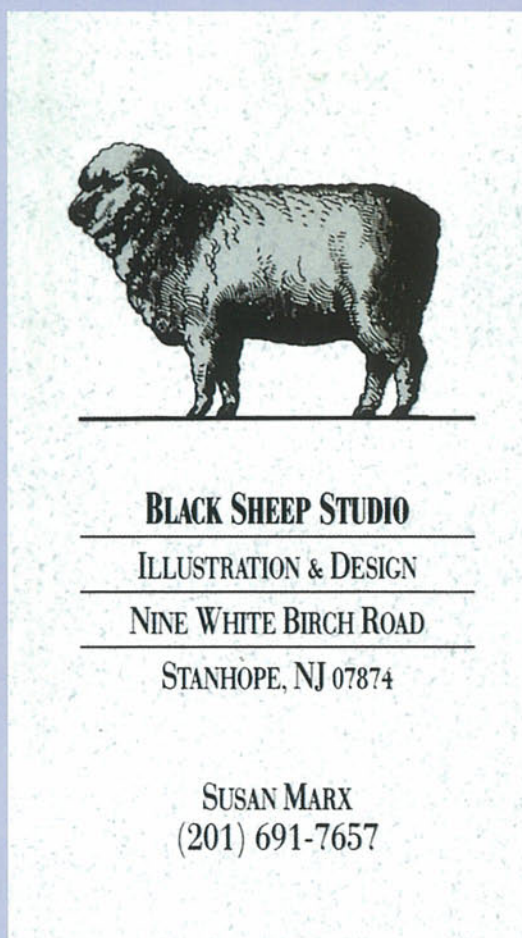 BLACK SHEEP STUDIO
ILLUSTRATION & DESIGN
NINE WHITE BIRCH ROAD
STANHOPE, NJ 07874
SUSAN MARX
(201) 691-7657